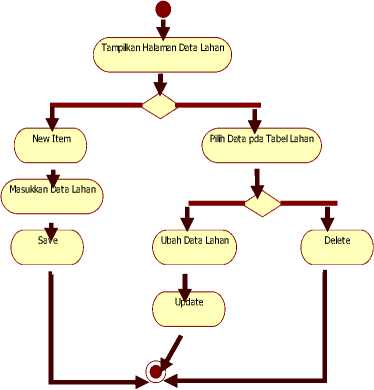 Tampilkan Halaman Data Lahan
New Item
Pilih Data pda Tabel Lahan
Masukkan Data Lahan
Save
Ubah Data Lahan
Delete
Update